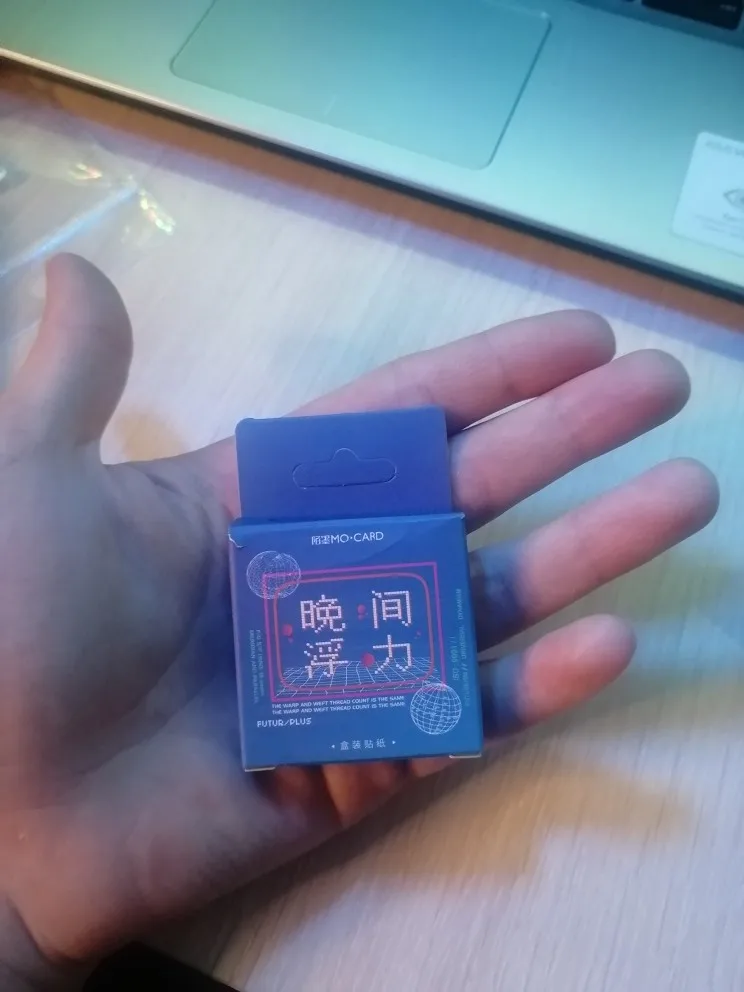 陌墨MO·CARD
晚间
浮力
THE WARP AND WEFT THREAD COUNT IS THE SAME
THE WARP AND WEFT THREAD COUNT IS THE SAME
FUTUR/PLUS
·盒装贴纸·